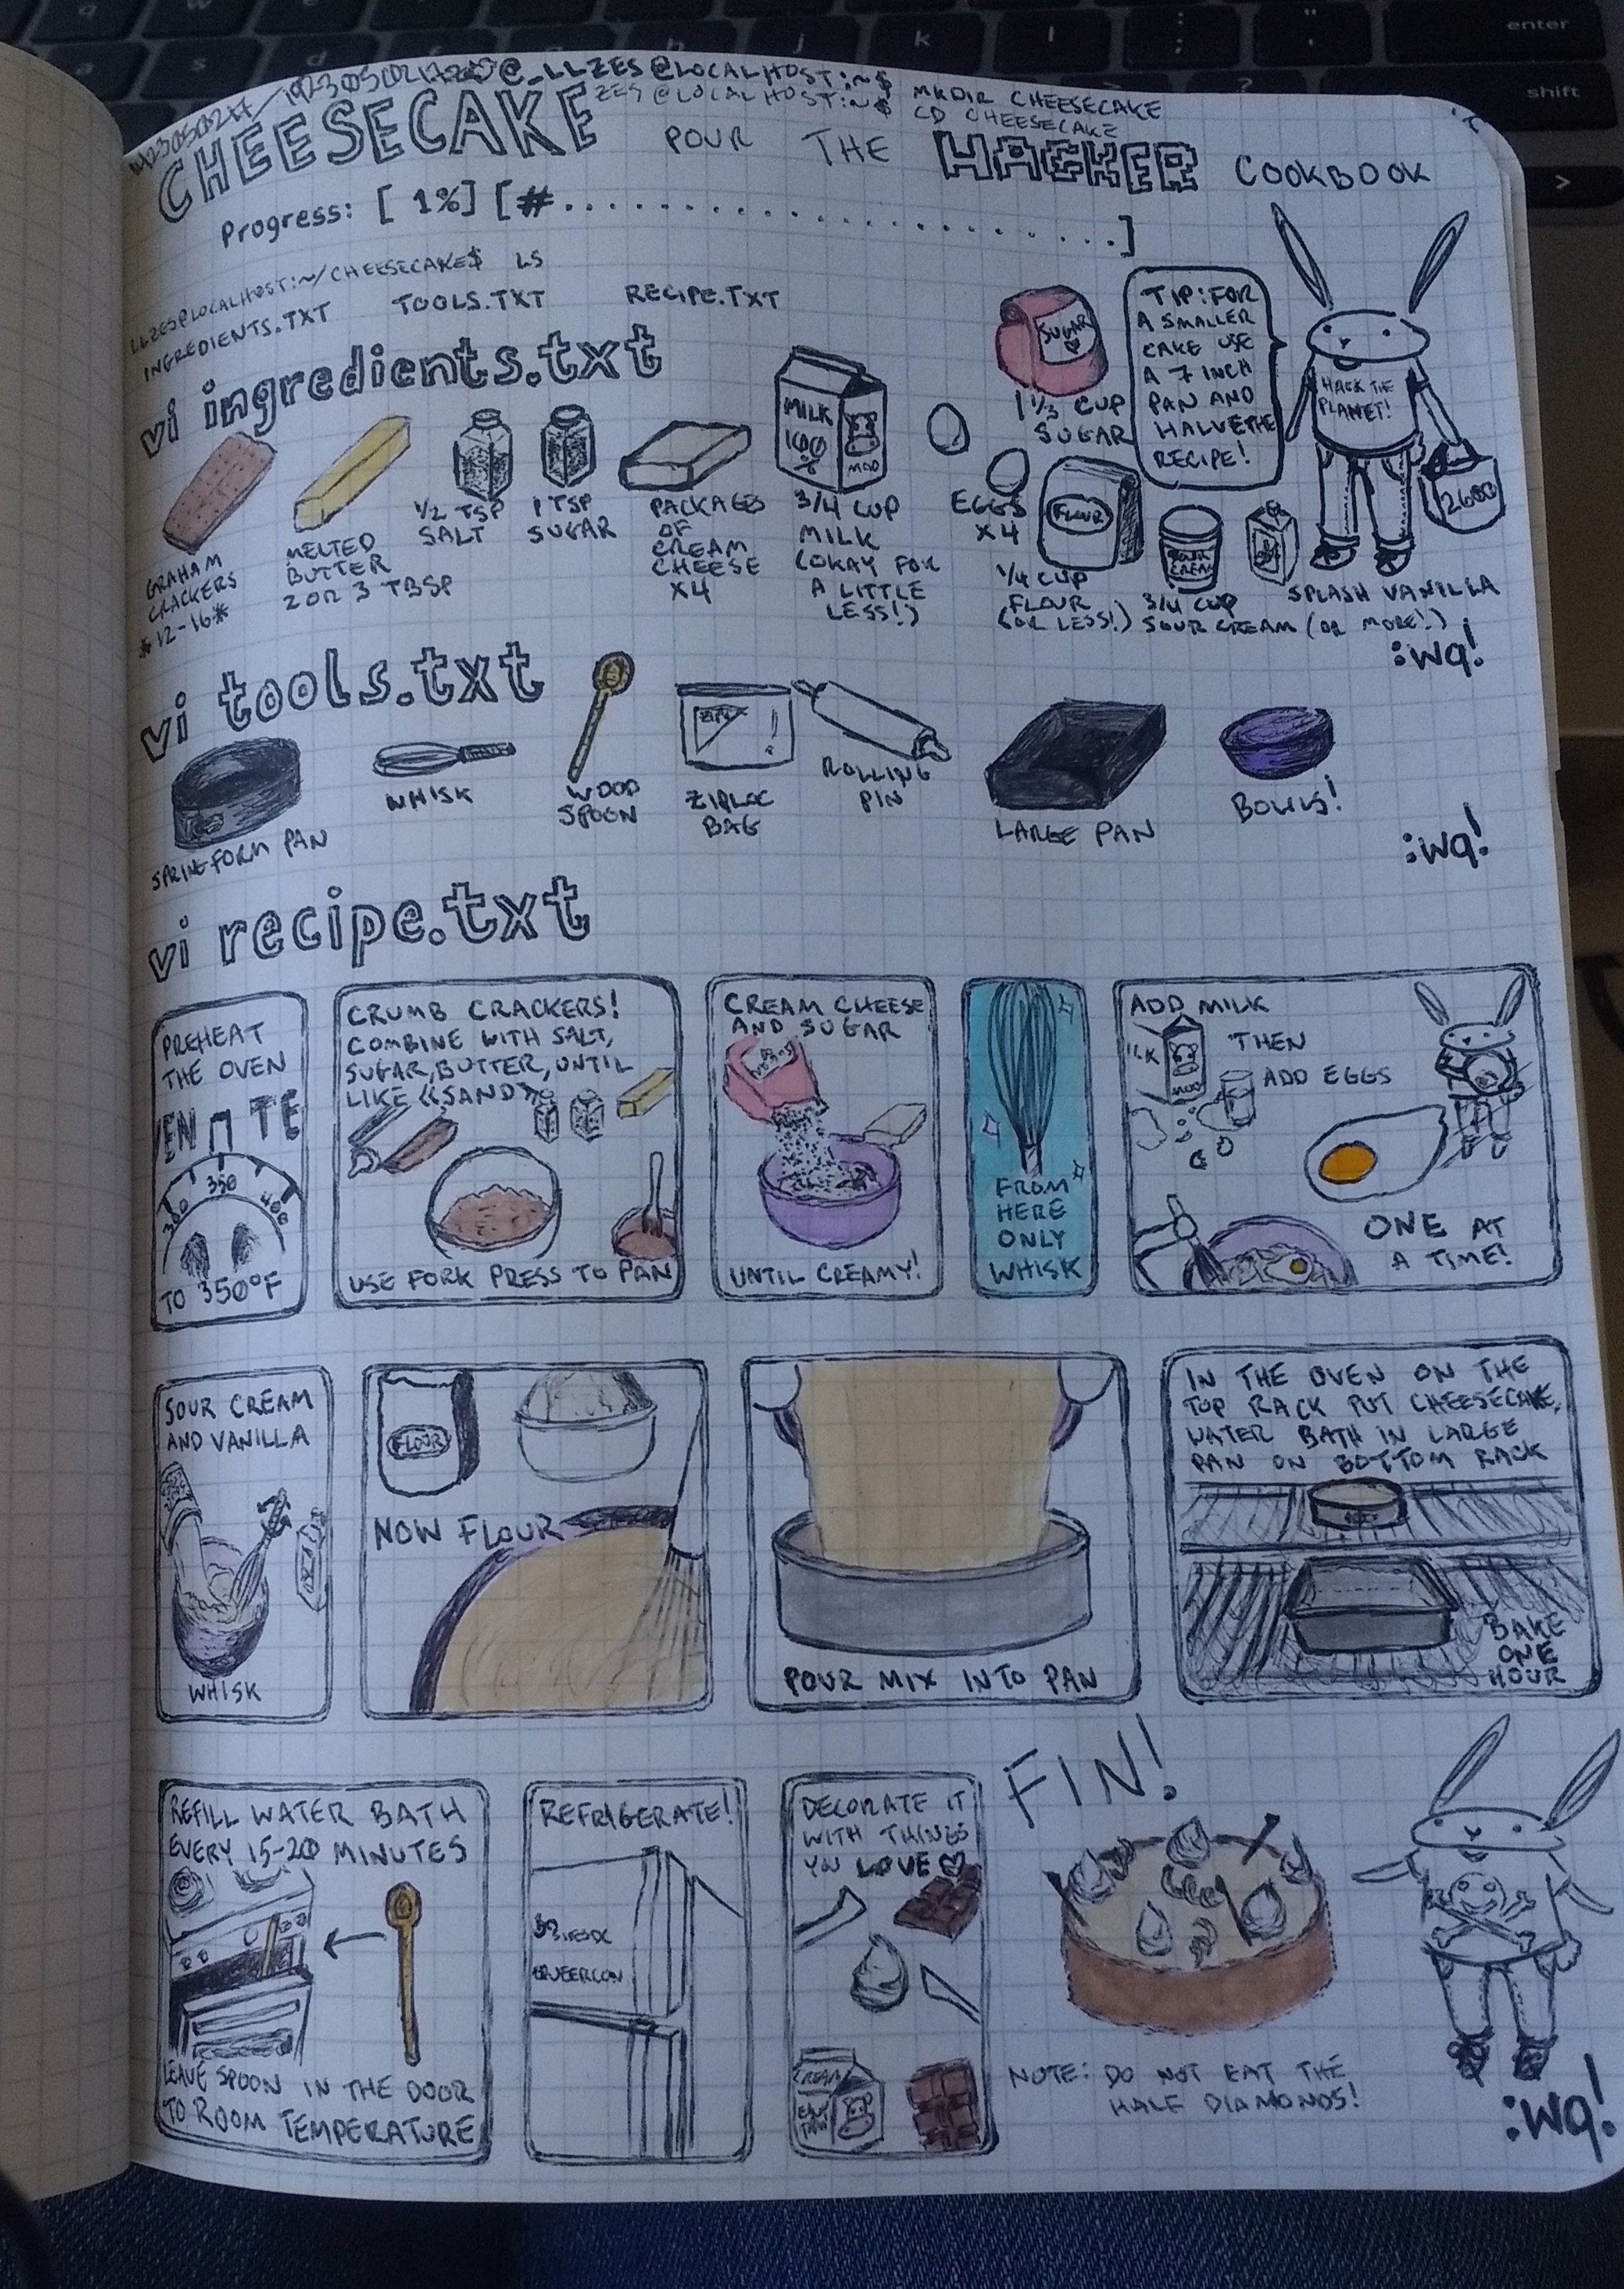 @LOCALHOST:~$ MKDIR CHEESECAKE
@LOCALHOST:~$ CD CHEESECAKE
CHEESECAKE POUR THE HACKER COOKBOOK
Progress: [ 1%] [#......................]
LLZES@LOCALHOST:~/CHEESECAKE$ LS
INGREDIENTS.TXT TOOLS.TXT RECIPE.TXT
vi ingredients.txt
GRAHAM
CRACKERS
*12-16*
MELTED
BUTTER
2 OR 3 TBSP
1/2 TSP
SALT
1 TSP
SUGAR
PACKAGES
OF
CREAM
CHEESE
X4
MILK
100
%
MOO
3/4 CUP
MILK
(OKAY FOR
A LITTLE
LESS!)
EGGS
X4
SUGAR
1 1/3 CUP
SUGAR
FLOUR
1/4 CUP
FLOUR
(OR LESS!)
SOUR
CREAM
3/4 CUP
SOUR CREAM (OR MORE!)
SPLASH VANILLA
TIP: FOR
A SMALLER
CAKE USE
A 7 INCH
PAN AND
HALVE THE
RECIPE!
HACK THE
PLANET!
2600
:wq!
vi tools.txt
SPRINGFORM PAN
WHISK
WOOD
SPOON
ZIPLOC
BAG
ROLLING
PIN
LARGE PAN
BOWLS!
:wq!
vi recipe.txt
PREHEAT
THE OVEN
300 350 400
TO 350°F
CRUMB CRACKERS!
COMBINE WITH SALT,
SUGAR, BUTTER, UNTIL
LIKE «SAND»
USE FORK PRESS TO PAN
CREAM CHEESE
AND SUGAR
UNTIL CREAMY!
FROM
HERE
ONLY
WHISK
ADD MILK
MOO
THEN
ADD EGGS
ONE AT
A TIME!
SOUR CREAM
AND VANILLA
WHISK
FLOUR
NOW FLOUR
POUR MIX INTO PAN
IN THE OVEN ON THE
TOP RACK PUT CHEESECAKE,
WATER BATH IN LARGE
PAN ON BOTTOM RACK
BAKE
ONE
HOUR
REFILL WATER BATH
EVERY 15-20 MINUTES
LEAVE SPOON IN THE DOOR
TO ROOM TEMPERATURE
REFRIGERATE!
DECORATE IT
WITH THINGS
YOU LOVE
CREAM
FIN!
NOTE: DO NOT EAT THE
HALF DIAMONDS!
:wq!